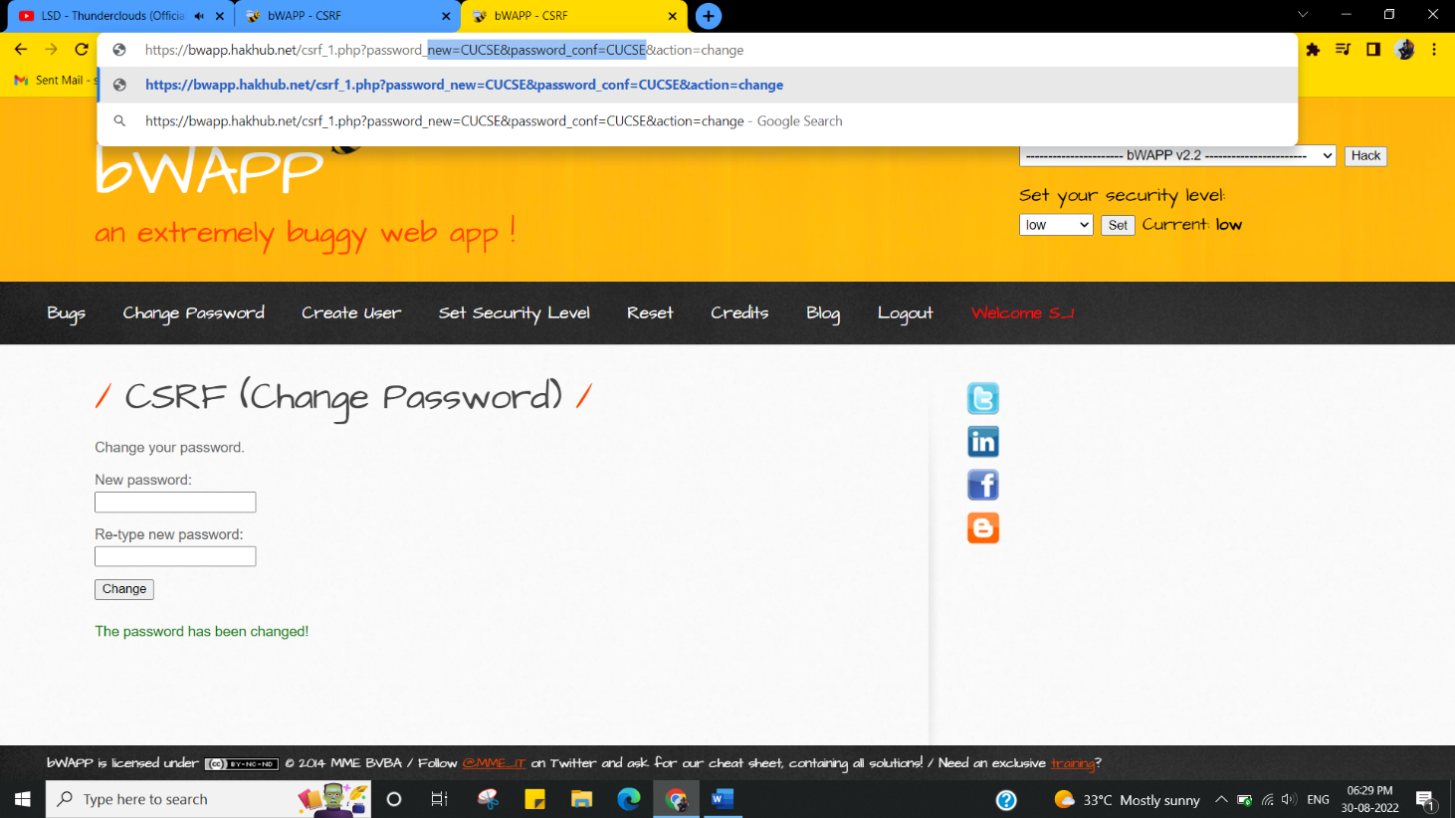 LSD - Thunderclouds (Officia
bWAPP - CSRF
bWAPP - CSRF
https://bwapp.hakhub.net/csrf_1.php?password_new=CUCSE&password_conf=CUCSE&action=change
Sent Mail - s
https://bwapp.hakhub.net/csrf_1.php?password_new=CUCSE&password_conf=CUCSE&action=change
https://bwapp.hakhub.net/csrf_1.php?password_new=CUCSE&password_conf=CUCSE&action=change - Google Search
bWAPP
an extremely buggy web app !
---------------------- bWAPP v2.2 ----------------------- Hack
Set your security level:
low Set Current: low
Bugs Change Password Create User Set Security Level Reset Credits Blog Logout Welcome S_J
/ CSRF (Change Password) /
Change your password.
New password:
Re-type new password:
Change
The password has been changed!
bWAPP is licensed under (cc) BY-NC-ND © 2014 MME BVBA / Follow @MME_IT on Twitter and ask for our cheat sheet, containing all solutions! / Need an exclusive training?
Type here to search
33°C Mostly sunny
ENG
06:29 PM
30-08-2022
1